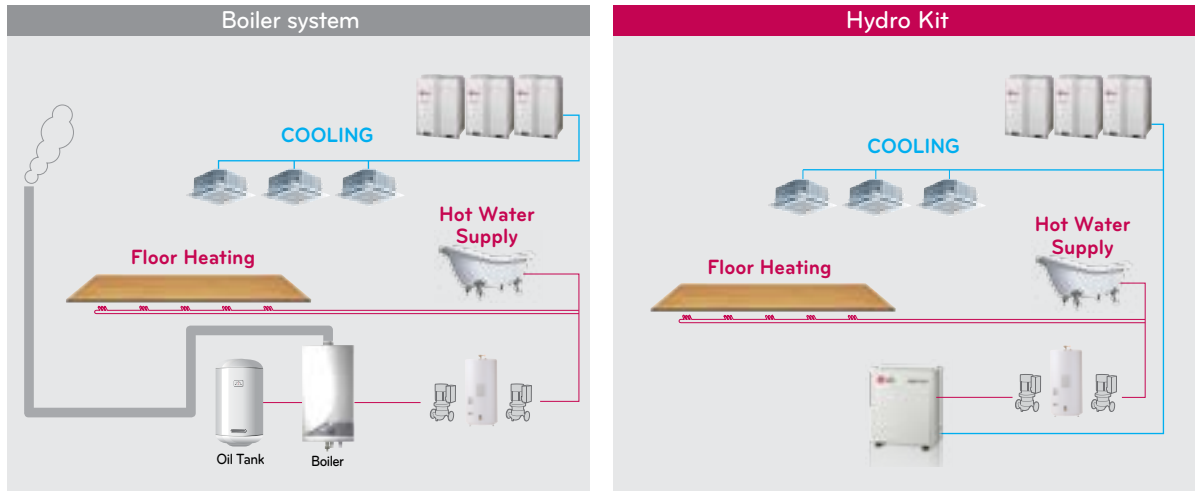 Boiler system
COOLING
Hot Water
Supply
Floor Heating
Oil Tank
Boiler
Hydro Kit
COOLING
Hot Water
Supply
Floor Heating